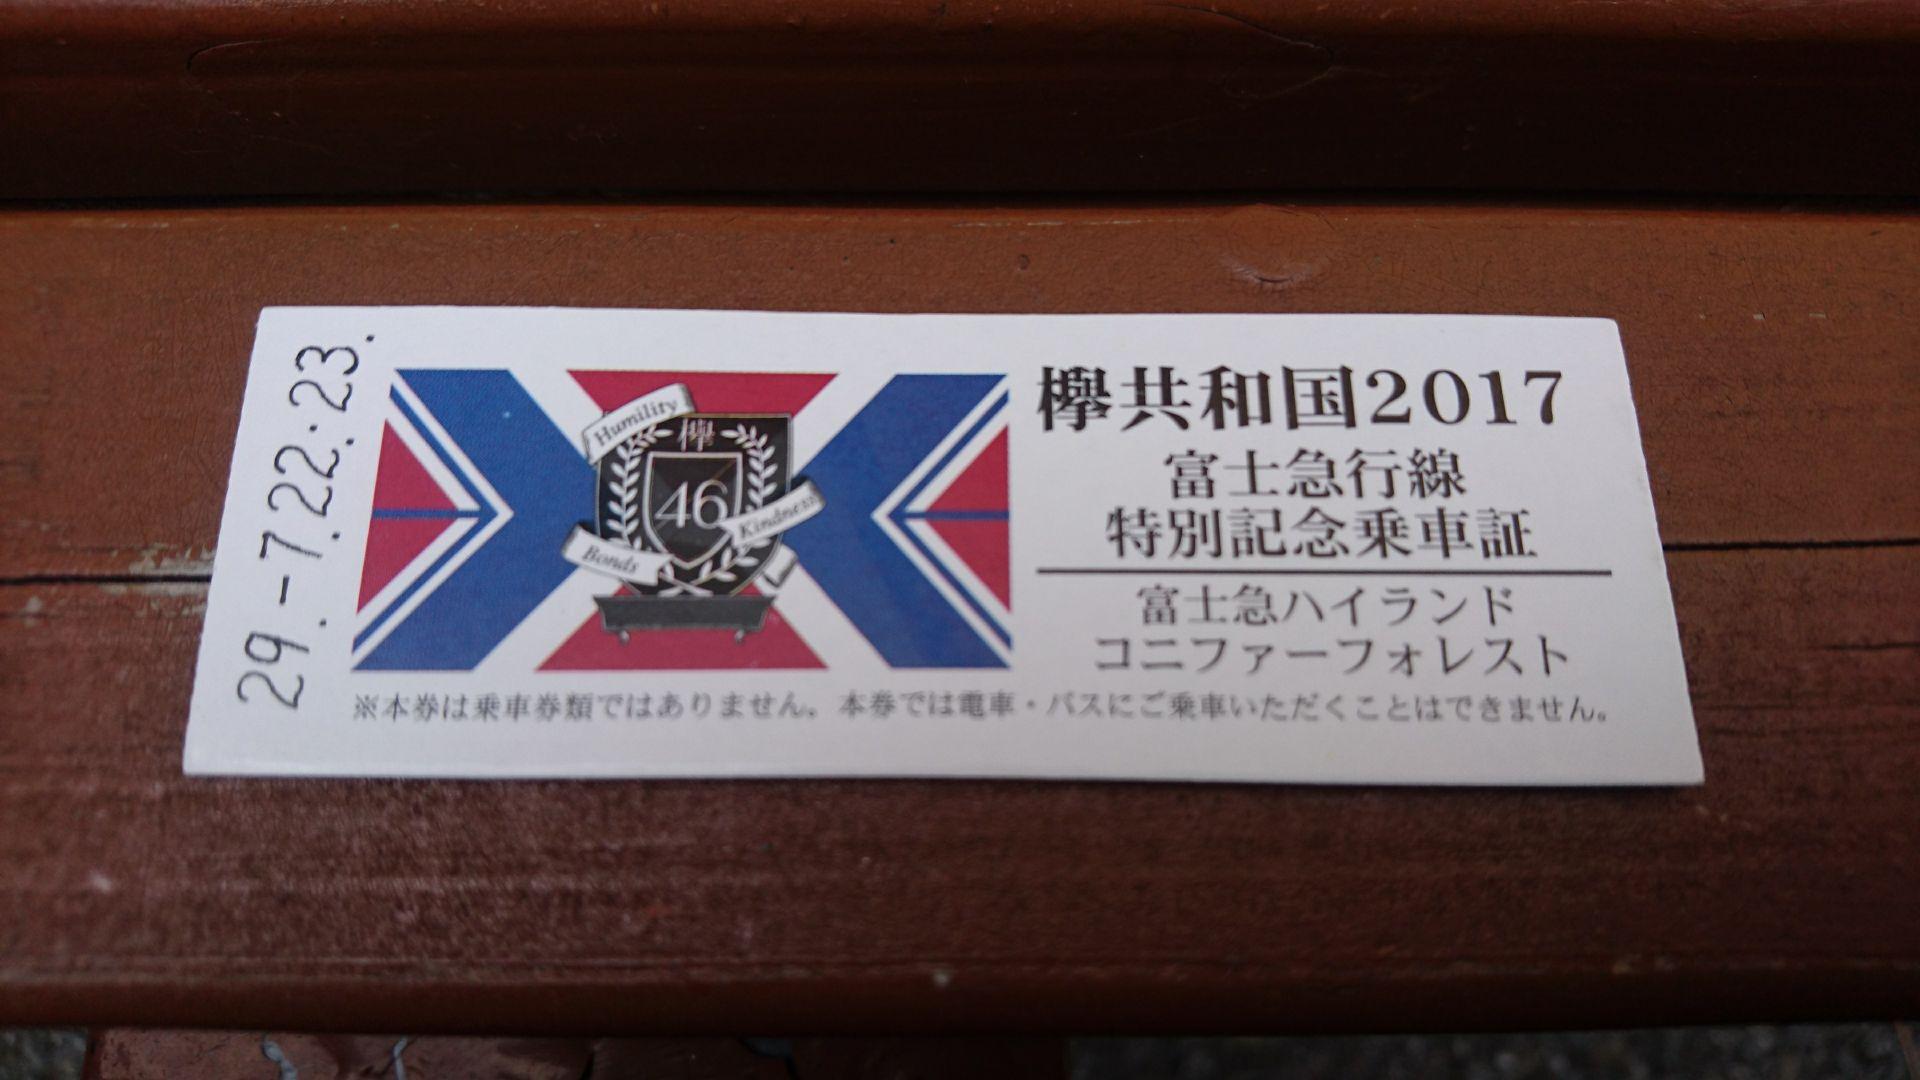 29.-7.22:23.
Humility
欅
46
Kindness
Bonds
欅共和国2017
富士急行線
特別記念乗車証
富士急ハイランド
コニファーフォレスト
※本券は乗車券類ではありません。本券では電車・バスにご乗車いただくことはできません。